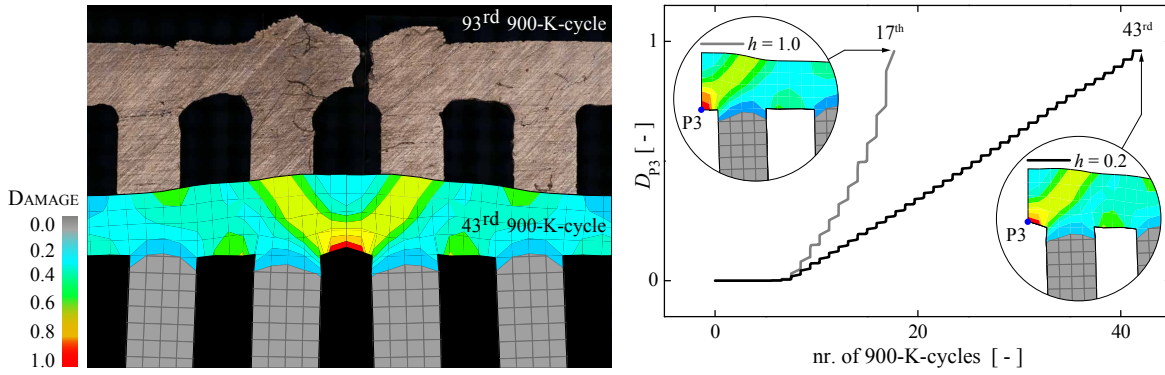 93rd 900-K-cycle
DAMAGE
0.0
0.2
0.4
0.6
0.8
1.0
43rd 900-K-cycle
1
0
DP3 [ - ]
h = 1.0
17th
P3
43rd
h = 0.2
P3
0
20
40
nr. of 900-K-cycles [ - ]